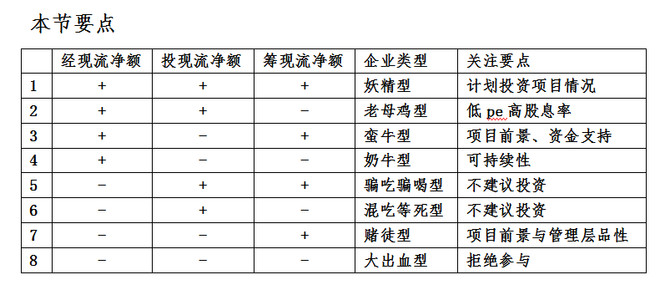 本节要点
经现流净额 投现流净额 筹现流净额 企业类型 关注要点
1 + + + 妖精型 计划投资项目情况
2 + + − 老母鸡型 低 pe 高股息率
3 + − + 蛮牛型 项目前景、资金支持
4 + − − 奶牛型 可持续性
5 − + + 骗吃骗喝型 不建议投资
6 − + − 混吃等死型 不建议投资
7 − − + 赌徒型 项目前景与管理层品性
8 − − − 大出血型 拒绝参与